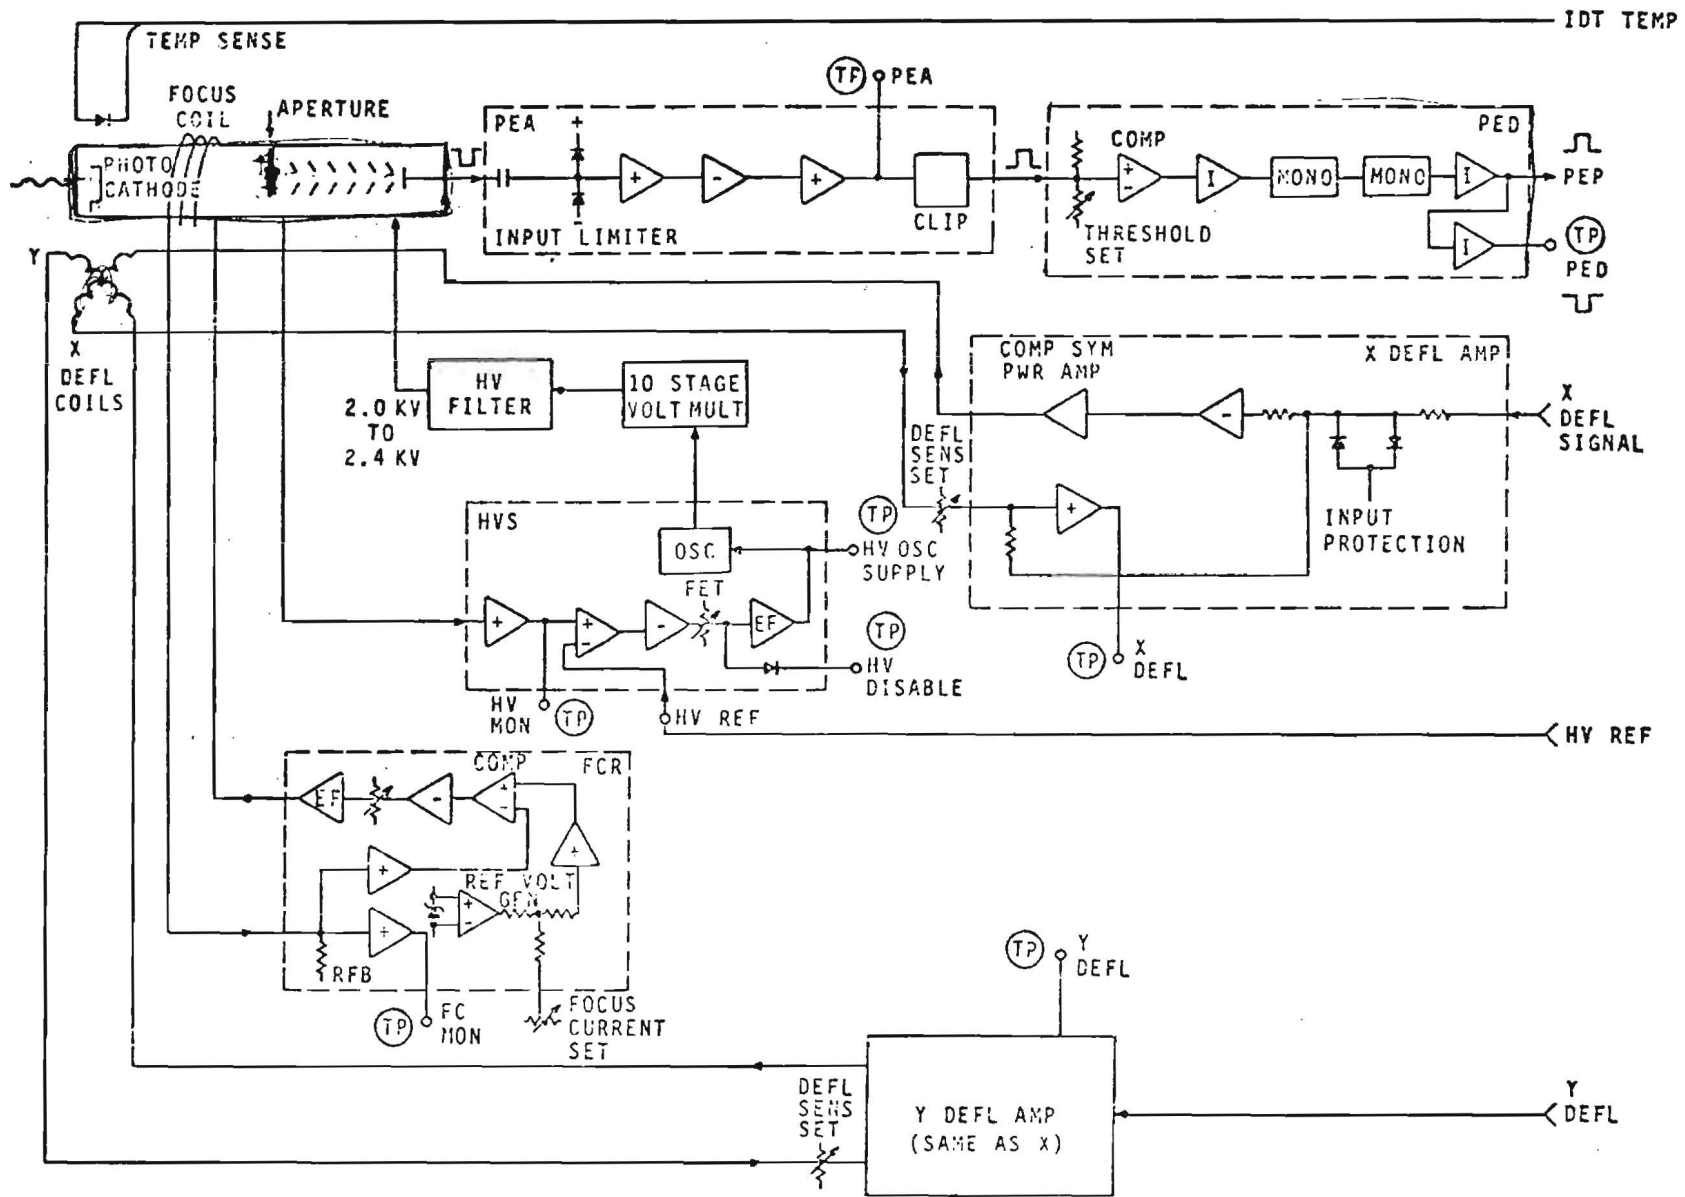 IDT TEMP
TEMP SENSE
FOCUS
COIL
APERTURE
PHOTO
CATHODE
PEA
+
-
INPUT LIMITER
+
-
+
TP
PEA
CLIP
PED
COMP
+
-
I
MONO
MONO
I
I
THRESHOLD
SET
PEP
TP
PED
Y
X
DEFL
COILS
2.0 KV
TO
2.4 KV
HV
FILTER
10 STAGE
VOLT MULT
COMP SYM
PWR AMP
X DEFL AMP
-
+
X
DEFL
SIGNAL
INPUT
PROTECTION
DEFL
SENS
SET
TP
X
DEFL
HVS
OSC
FET
+
+
-
-
EF
TP
HV OSC
SUPPLY
TP
HV
DISABLE
HV
MON
TP
HV REF
HV REF
COMP
FCR
EF
-
+
-
+
+
REF VOLT
GEN
+
-
+
RFB
TP
FC
MON
FOCUS
CURRENT
SET
TP
Y
DEFL
DEFL
SENS
SET
Y DEFL AMP
(SAME AS X)
Y
DEFL